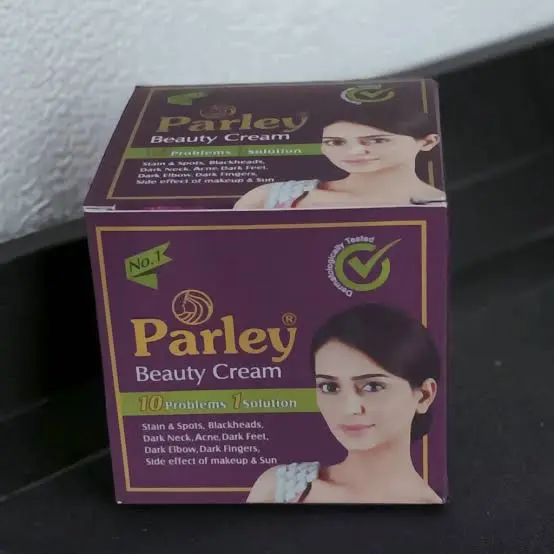 Parley
Beauty Cream
Problems Solution
Stain & Spots, Blackheads,
Dark Neck, Acne, Dark Feet,
Dark Elbow, Dark Fingers,
Side effect of makeup & Sun
No.1
Dermatologically Tested
Parley®
Beauty Cream
10 Problems 1 Solution
Stain & Spots, Blackheads,
Dark Neck, Acne, Dark Feet,
Dark Elbow, Dark Fingers,
Side effect of makeup & Sun